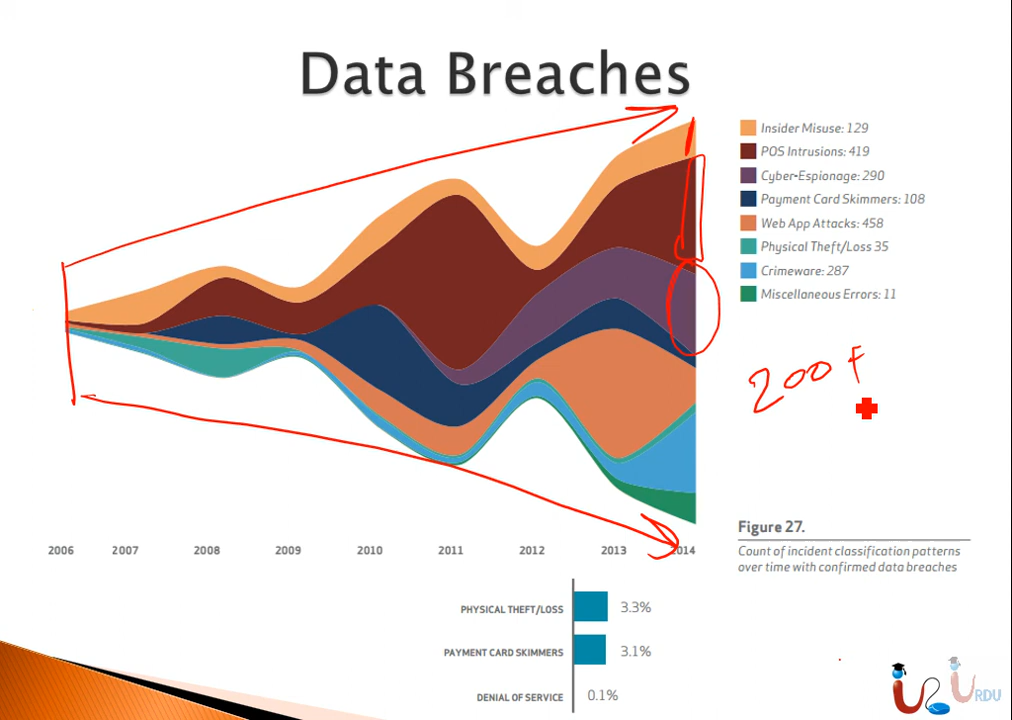 Data Breaches
Insider Misuse: 129
POS Intrusions: 419
Cyber-Espionage: 290
Payment Card Skimmers: 108
Web App Attacks: 458
Physical Theft/Loss 35
Crimeware: 287
Miscellaneous Errors: 11
200
Figure 27.
Count of incident classification patterns
over time with confirmed data breaches
2006 2007 2008 2009 2010 2011 2012 2013 2014
PHYSICAL THEFT/LOSS 3.3%
PAYMENT CARD SKIMMERS 3.1%
DENIAL OF SERVICE 0.1%
URDU